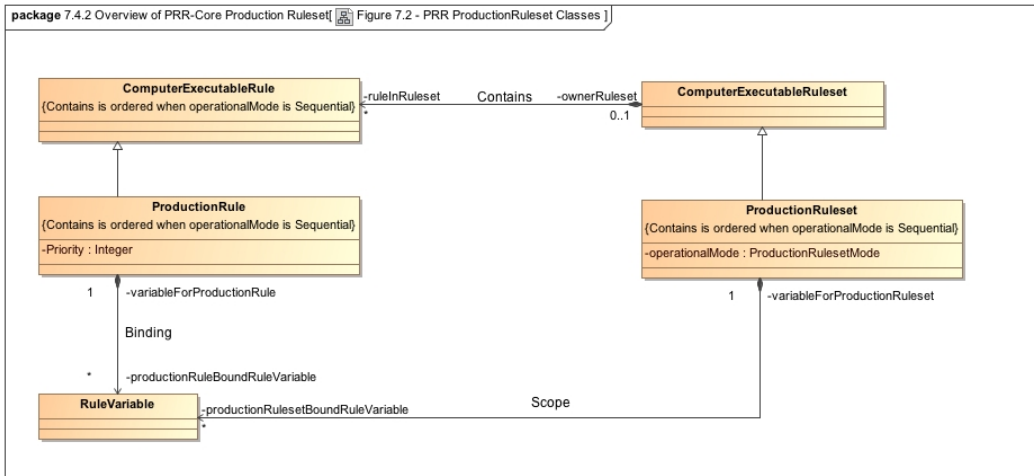 package 7.4.2 Overview of PRR-Core Production Ruleset[ Figure 7.2 - PRR ProductionRuleset Classes ]
ComputerExecutableRule
{Contains is ordered when operationalMode is Sequential}
-ruleInRuleset
*
Contains
-ownerRuleset
0..1
ComputerExecutableRuleset
ProductionRule
{Contains is ordered when operationalMode is Sequential}
-Priority : Integer
ProductionRuleset
{Contains is ordered when operationalMode is Sequential}
-operationalMode : ProductionRulesetMode
1
-variableForProductionRule
1
-variableForProductionRuleset
Binding
*
-productionRuleBoundRuleVariable
RuleVariable
-productionRulesetBoundRuleVariable
*
Scope